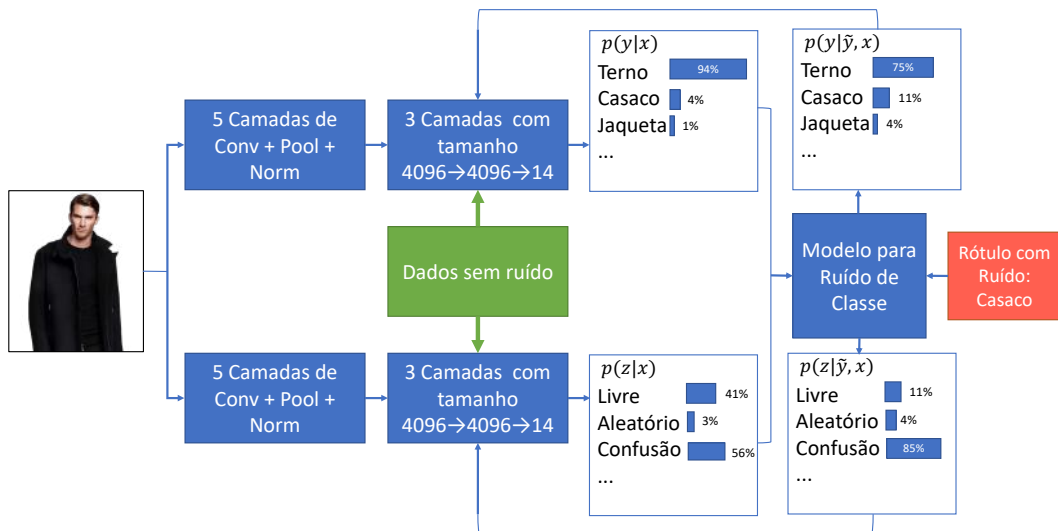 5 Camadas de
Conv + Pool +
Norm
3 Camadas com
tamanho
4096→4096→14
p(y|x)
Terno 94%
Casaco 4%
Jaqueta 1%
...
p(y|ỹ, x)
Terno 75%
Casaco 11%
Jaqueta 4%
...
Dados sem ruído
Modelo para
Ruído de
Classe
Rótulo com
Ruído:
Casaco
5 Camadas de
Conv + Pool +
Norm
3 Camadas com
tamanho
4096→4096→14
p(z|x)
Livre 41%
Aleatório 3%
Confusão 56%
...
p(z|ỹ, x)
Livre 11%
Aleatório 4%
Confusão 85%
...